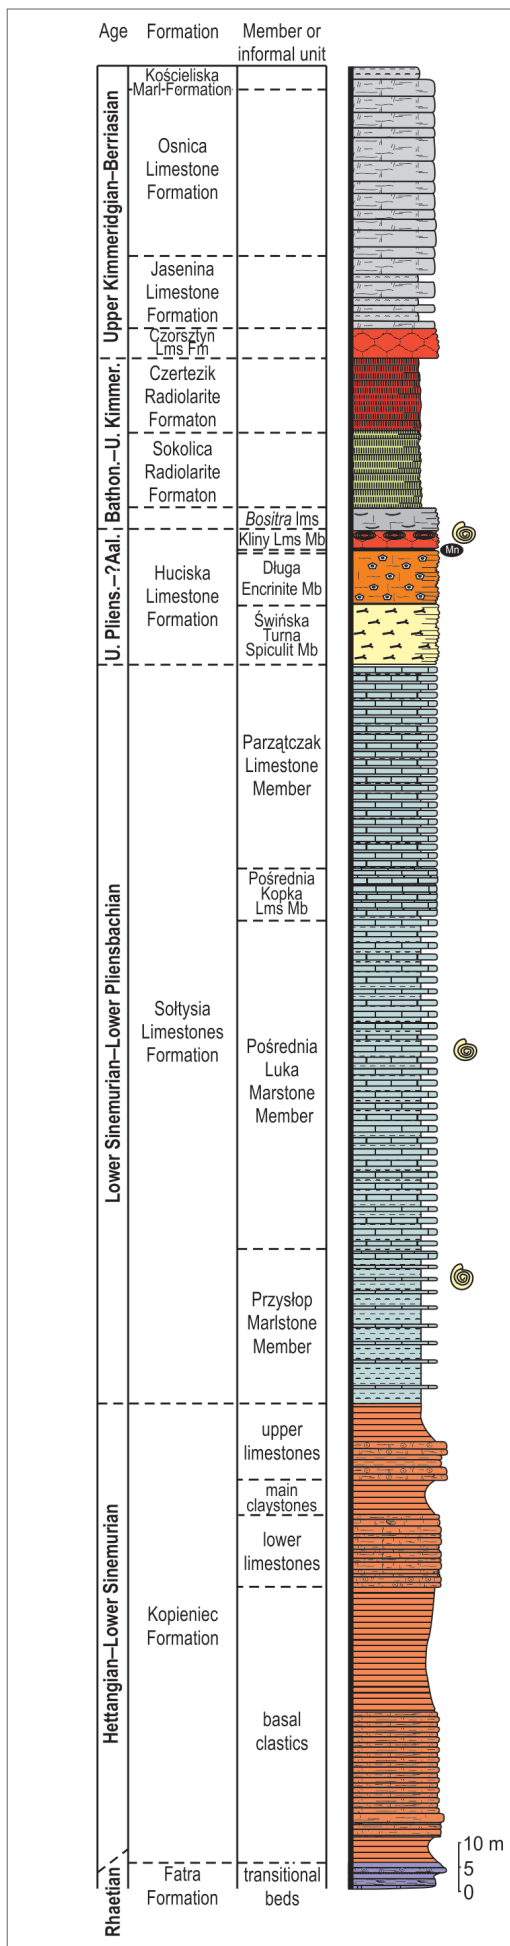 Age Formation Member or
informal unit
Upper Kimmeridgian–Berriasian
Kościeliska
Marl-Formation
Osnica
Limestone
Formation
Jasenina
Limestone
Formation
Czorsztyn
Lms Fm
Bathon.–U. Kimmer.
Czertezik
Radiolarite
Formaton
Sokolica
Radiolarite
Formaton
Bositra lms
U. Pliens.–?Aal.
Huciska
Limestone
Formation
Kliny Lms Mb
Mn
Długa
Encrinite Mb
Świńska
Turna
Spiculit Mb
Lower Sinemurian–Lower Pliensbachian
Sołtysia
Limestones
Formation
Parzątczak
Limestone
Member
Pośrednia
Kopka
Lms Mb
Pośrednia
Luka
Marstone
Member
Przysłop
Marlstone
Member
Hettangian–Lower Sinemurian
Kopieniec
Formation
upper
limestones
main
claystones
lower
limestones
basal
clastics
Rhaetian
Fatra
Formation
transitional
beds
10 m
5
0